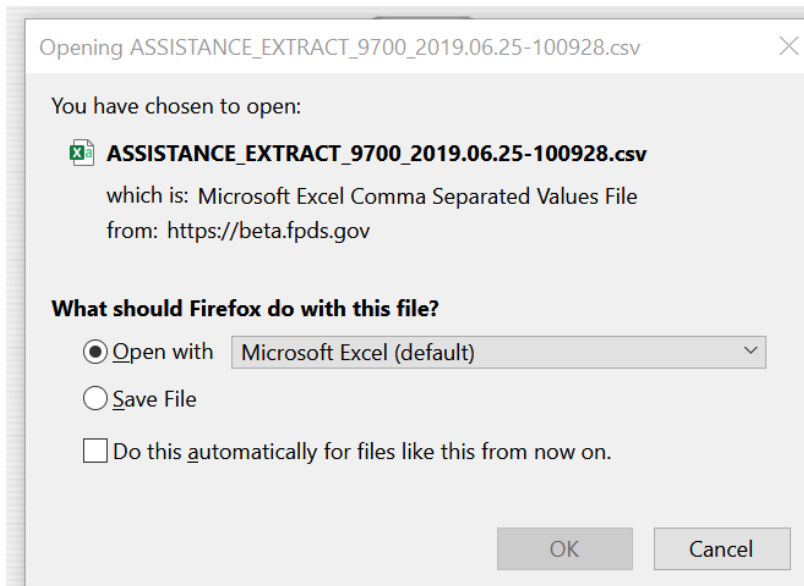 Opening ASSISTANCE_EXTRACT_9700_2019.06.25-100928.csv
You have chosen to open:
ASSISTANCE_EXTRACT_9700_2019.06.25-100928.csv
which is: Microsoft Excel Comma Separated Values File
from: https://beta.fpds.gov
What should Firefox do with this file?
Open with Microsoft Excel (default)
Save File
Do this automatically for files like this from now on.
OK Cancel